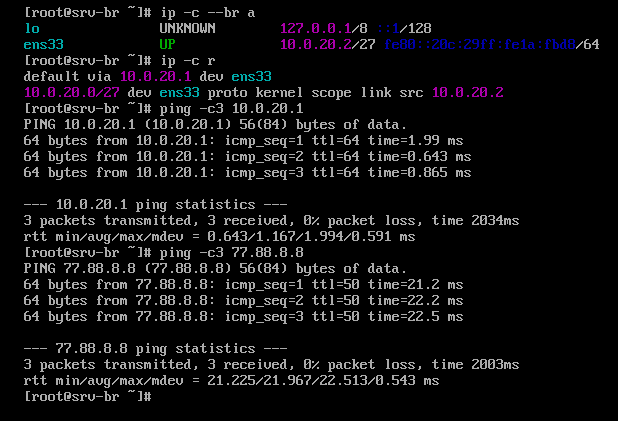 [root@srv-br ~]# ip -c --br a
lo UNKNOWN 127.0.0.1/8 ::1/128
ens33 UP 10.0.20.2/27 fe80::20c:29ff:fe1a:fbd8/64
[root@srv-br ~]# ip -c r
default via 10.0.20.1 dev ens33
10.0.20.0/27 dev ens33 proto kernel scope link src 10.0.20.2
[root@srv-br ~]# ping -c3 10.0.20.1
PING 10.0.20.1 (10.0.20.1) 56(84) bytes of data.
64 bytes from 10.0.20.1: icmp_seq=1 ttl=64 time=1.99 ms
64 bytes from 10.0.20.1: icmp_seq=2 ttl=64 time=0.643 ms
64 bytes from 10.0.20.1: icmp_seq=3 ttl=64 time=0.865 ms
--- 10.0.20.1 ping statistics ---
3 packets transmitted, 3 received, 0% packet loss, time 2034ms
rtt min/avg/max/mdev = 0.643/1.167/1.994/0.591 ms
[root@srv-br ~]# ping -c3 77.88.8.8
PING 77.88.8.8 (77.88.8.8) 56(84) bytes of data.
64 bytes from 77.88.8.8: icmp_seq=1 ttl=50 time=21.2 ms
64 bytes from 77.88.8.8: icmp_seq=2 ttl=50 time=22.2 ms
64 bytes from 77.88.8.8: icmp_seq=3 ttl=50 time=22.5 ms
--- 77.88.8.8 ping statistics ---
3 packets transmitted, 3 received, 0% packet loss, time 2003ms
rtt min/avg/max/mdev = 21.225/21.967/22.513/0.543 ms
[root@srv-br ~]#